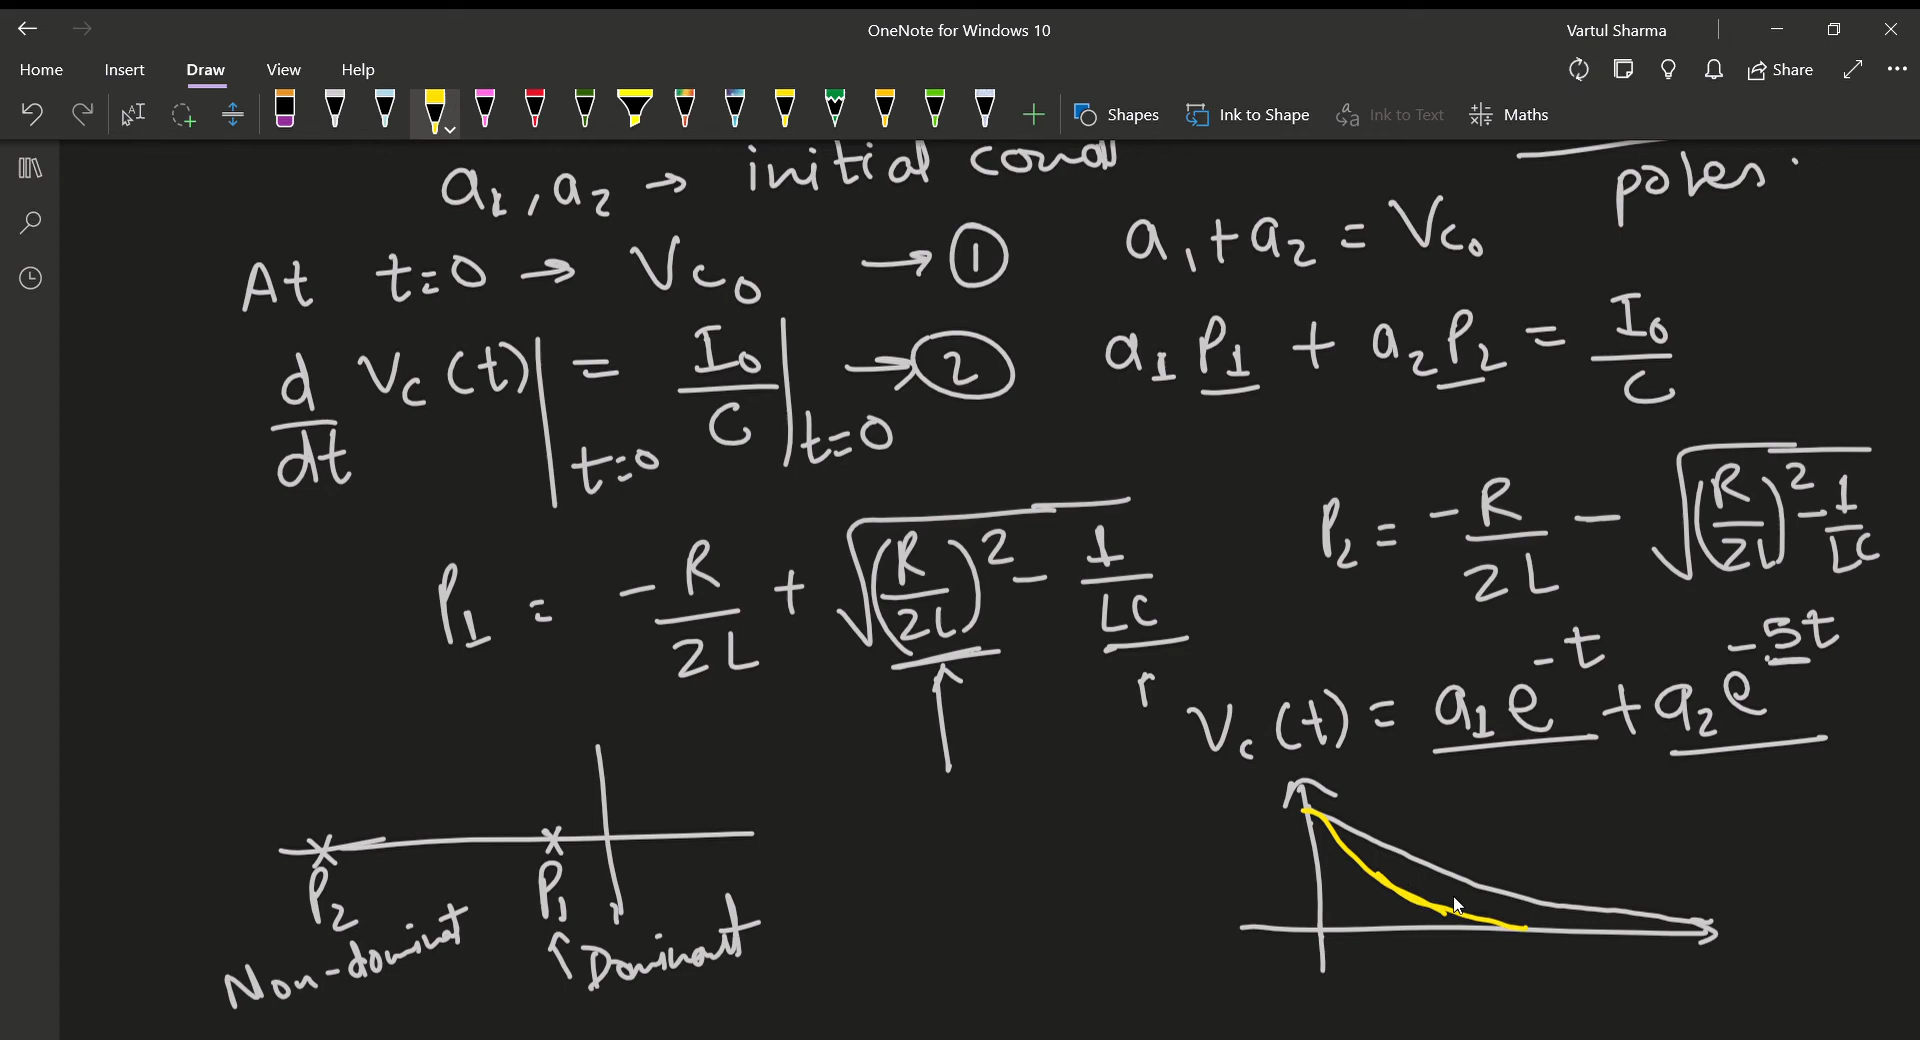 OneNote for Windows 10
Vartul Sharma
Home Insert Draw View Help
Share
Shapes Ink to Shape Ink to Text Maths
a₁, a₂ → initial cond
poles.
At t=0 → Vc₀ → ①
a₁ + a₂ = Vc₀
d/dt Vc(t)|t=0 = I₀/C|t=0 → ②
a₁ P₁ + a₂ P₂ = I₀/C
P₁ = -R/2L + √((R/2L)² - 1/LC)
P₂ = -R/2L - √((R/2L)² - 1/LC)
Vc(t) = a₁e^-t + a₂e^-5t
P₂ P₁
Non-dominat ↑ Dominant